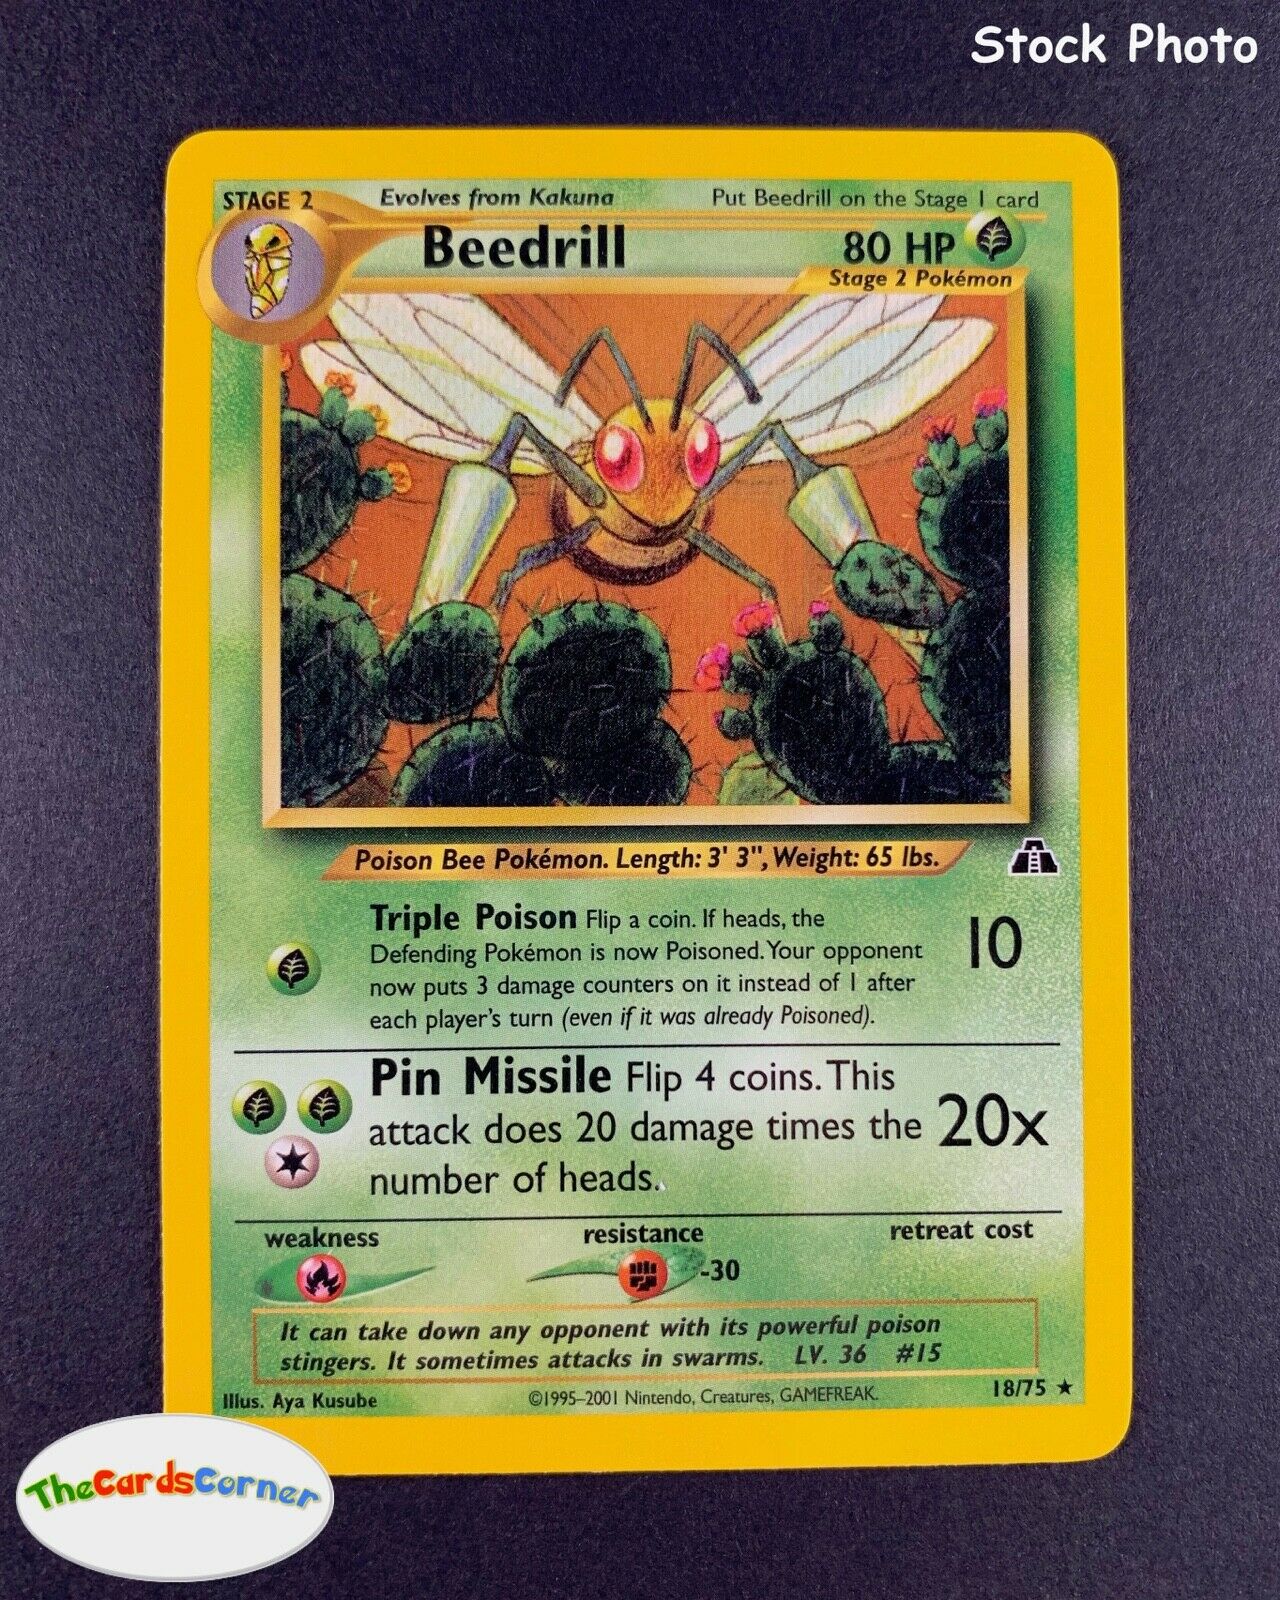 Stock Photo
STAGE 2 Evolves from Kakuna Put Beedrill on the Stage 1 card
Beedrill 80 HP
Stage 2 Pokémon
Poison Bee Pokémon. Length: 3' 3", Weight: 65 lbs.
Triple Poison Flip a coin. If heads, the
Defending Pokémon is now Poisoned. Your opponent
now puts 3 damage counters on it instead of 1 after
each player's turn (even if it was already Poisoned).
10
Pin Missile Flip 4 coins. This
attack does 20 damage times the
number of heads.
20x
weakness resistance retreat cost
-30
It can take down any opponent with its powerful poison
stingers. It sometimes attacks in swarms. LV. 36 #15
Illus. Aya Kusube ©1995-2001 Nintendo, Creatures, GAMEFREAK. 18/75 ★
TheCardsCorner